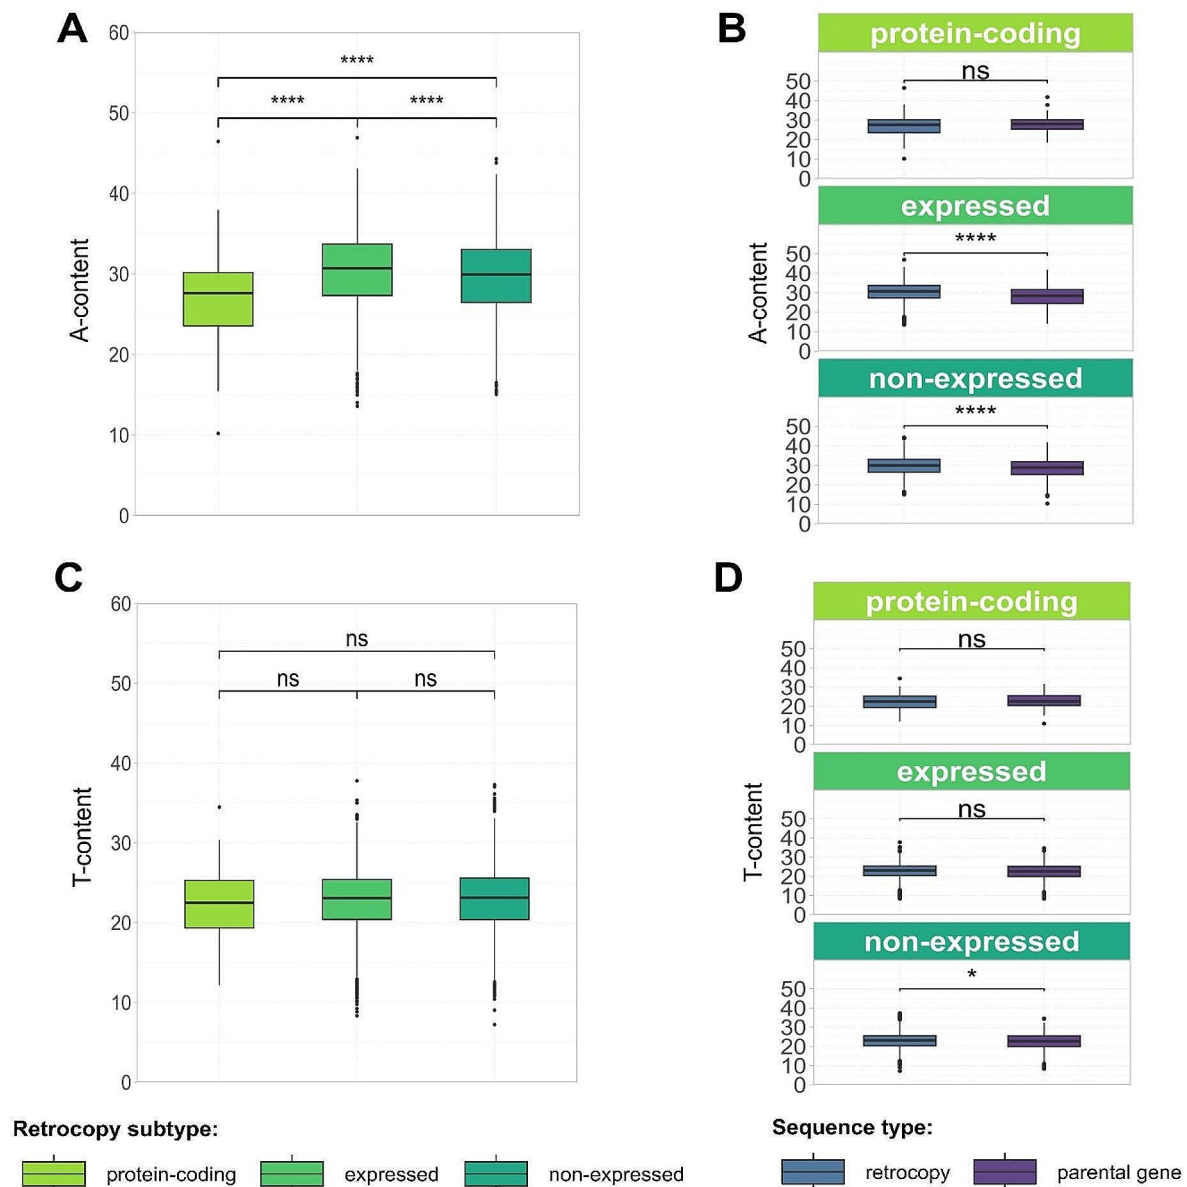 A
60
50
40
30
20
10
0
A-content
****
**** ****
B
protein-coding
ns
50
40
30
20
10
0
expressed
****
50
40
30
20
10
0
A-content
non-expressed
****
50
40
30
20
10
0
C
60
50
40
30
20
10
0
T-content
ns
ns ns
D
protein-coding
ns
50
40
30
20
10
0
expressed
ns
50
40
30
20
10
0
T-content
non-expressed
*
50
40
30
20
10
0
Retrocopy subtype:
protein-coding expressed non-expressed
Sequence type:
retrocopy parental gene